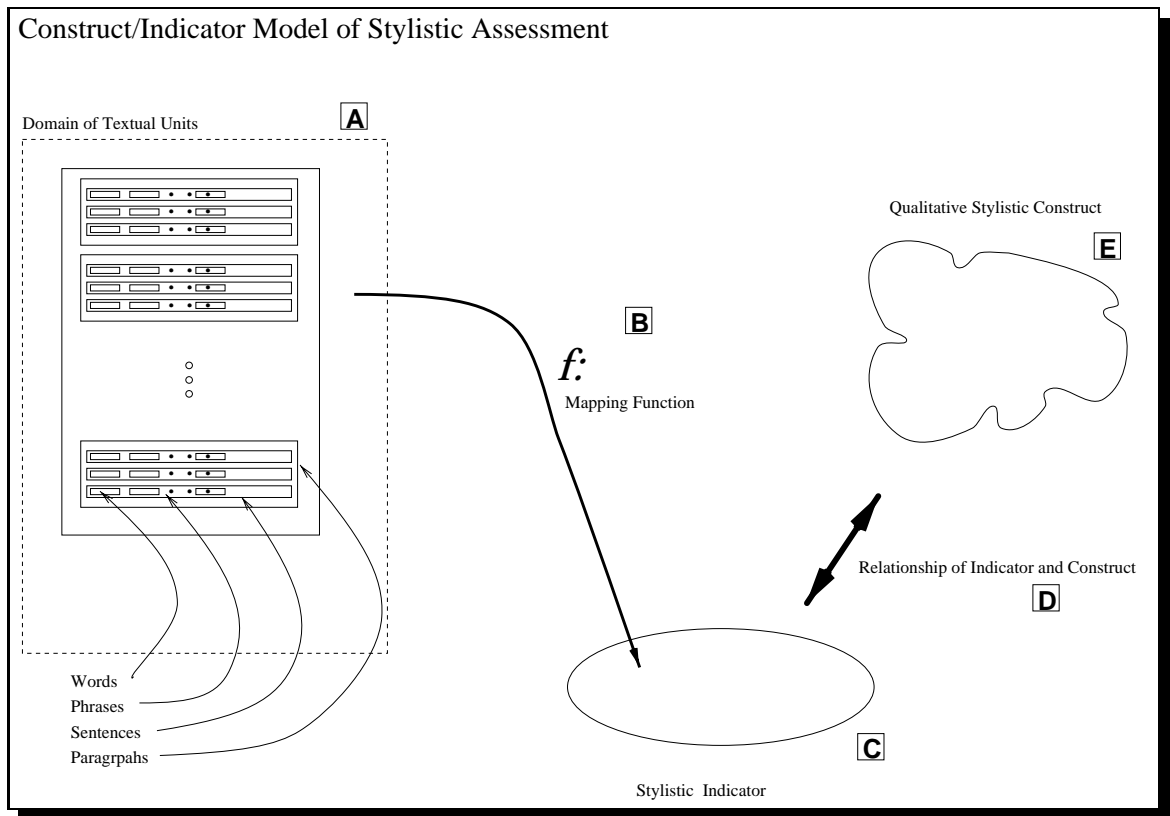 Construct/Indicator Model of Stylistic Assessment
A
Domain of Textual Units
Qualitative Stylistic Construct
E
B
f:
Mapping Function
Relationship of Indicator and Construct
D
Words
Phrases
Sentences
Paragrpahs
C
Stylistic Indicator